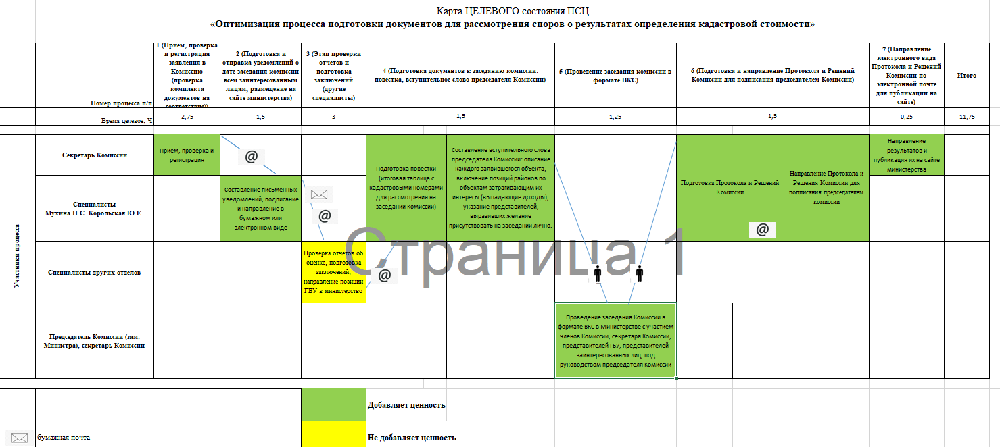 Карта ЦЕЛЕВОГО состояния ПСЦ
«Оптимизация процесса подготовки документов для рассмотрения споров о результатах определения кадастровой стоимости»
Номер процесса п/п
1 (Прием, проверка
и регистрация
заявления в
Комиссию
(проверка
комплекта
документов на
соответствие))
2 (Подготовка и
отправка уведомлений о
дате заседания комиссии
всем заинтересованным
лицам, размещение на
сайте министерства)
3 (Этап проверки
отчетов и
подготовка
заключений
(другие
специалисты)
4 (Подготовка документов к заседанию комиссии:
повестка, вступительное слово председателя Комиссии)
5 (Проведение заседания комиссии в
формате ВКС)
6 (Подготовка и направление Протокола и Решений
Комиссии для подписания председателем Комиссии)
7 (Направление
электронного вида
Протокола и Решений
Комиссии по
электронной почте
для публикации на
сайте)
Итого
Время целевое, Ч
2,75
1,5
3
1,5
1,25
1,5
0,25
11,75
Участники процесса
Секретарь Комиссии
Прием, проверка и
регистрация
@
Подготовка повестки
(итоговая таблица с
кадастровыми номерами
для рассмотрения на
заседании Комиссии)
Составление вступительного слова
председателя Комиссии: описание
каждого заявившегося объекта,
включение позиций районов по
объектам затрагивающим их
интересы (выпадающие доходы),
указание представителей,
выразивших желание
присутствовать на заседании лично.
Подготовка Протокола и Решений
Комиссии
@
Направление Протокола и
Решения Комиссии для
подписания председателем
комиссии
Направление
результатов и
публикация их на сайте
министерства
Специалисты
Мухина Н.С. Корольская Ю.Е.
Составление письменных
уведомлений, подписание
и направление в
бумажном или
электронном виде
@
Страница 1
Специалисты других отделов
Проверка отчетов об
оценке, подготовка
заключений,
направление позиции
ГБУ в министерство
@
Председатель Комиссии (зам.
Министра), секретарь Комиссии
Проведение заседания Комиссии в
формате ВКС в Министерстве с участием
членов Комиссии, секретаря Комиссии,
представителей ГБУ, представителей
заинтересованных лиц, под
руководством председателя Комиссии
Добавляет ценность
бумажная почта
Не добавляет ценность